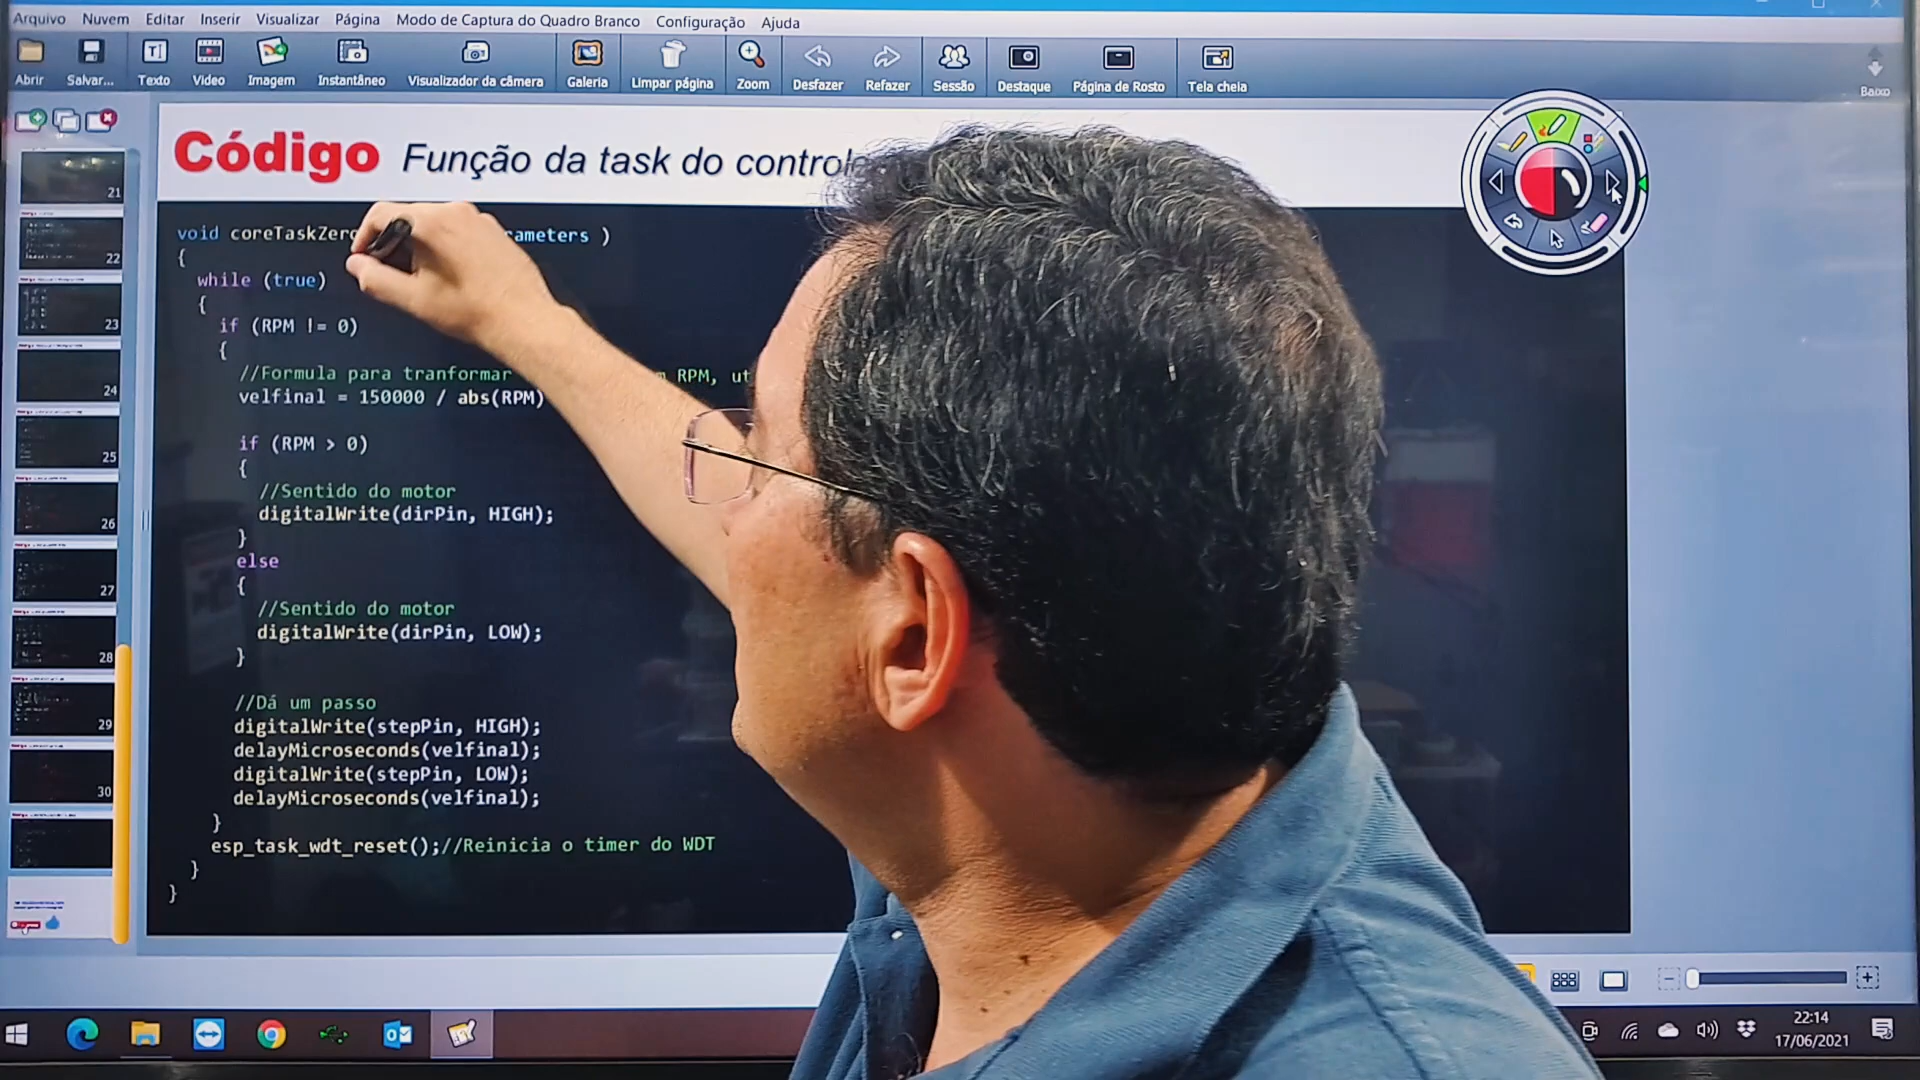 Arquivo Nuvem Editar Inserir Visualizar Página Modo de Captura do Quadro Branco Configuração Ajuda
Abrir Salvar... Texto Video Imagem Instantâneo Visualizador da câmera Galeria Limpar página Zoom Desfazer Refazer Sessão Destaque Página de Rosto Tela cheia Baixo
Código Função da task do controle
void coreTaskZero rameters )
{
while (true)
{
if (RPM != 0)
{
//Formula para tranformar RPM, ut
velfinal = 150000 / abs(RPM)
if (RPM > 0)
{
//Sentido do motor
digitalWrite(dirPin, HIGH);
}
else
{
//Sentido do motor
digitalWrite(dirPin, LOW);
}
//Dá um passo
digitalWrite(stepPin, HIGH);
delayMicroseconds(velfinal);
digitalWrite(stepPin, LOW);
delayMicroseconds(velfinal);
}
esp_task_wdt_reset();//Reinicia o timer do WDT
}
}
21
22
23
24
25
26
27
28
29
30
22:14
17/06/2021